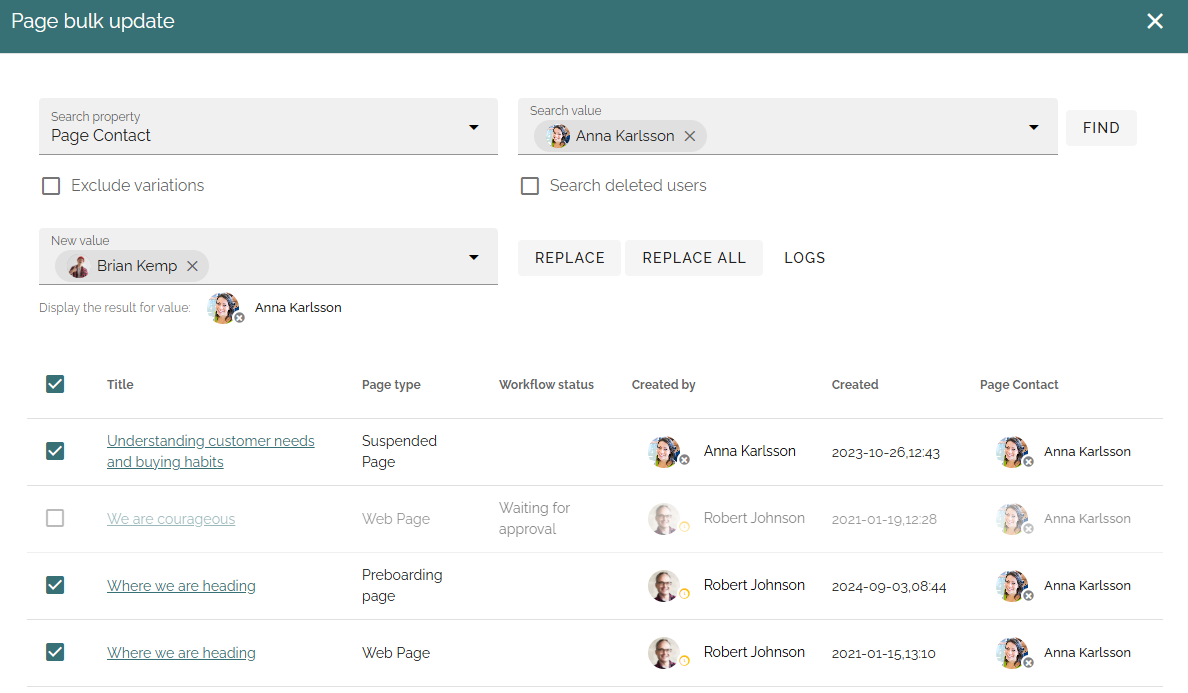 Page bulk update
Search property
Page Contact
Search value
Anna Karlsson
FIND
Exclude variations
Search deleted users
New value
Brian Kemp
REPLACE
REPLACE ALL
LOGS
Display the result for value:
Anna Karlsson
Title Page type Workflow status Created by Created Page Contact
Understanding customer needs
and buying habits
Suspended
Page
Anna Karlsson
2023-10-26,12:43
Anna Karlsson
We are courageous
Web Page
Waiting for
approval
Robert Johnson
2021-01-19,12:28
Anna Karlsson
Where we are heading
Preboarding
page
Robert Johnson
2024-09-03,08:44
Anna Karlsson
Where we are heading
Web Page
Robert Johnson
2021-01-15,13:10
Anna Karlsson